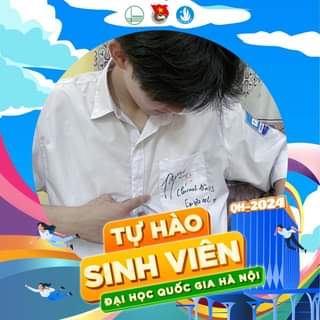 QH-2024
TỰ HÀO
SINH VIÊN
ĐẠI HỌC QUỐC GIA HÀ NỘI